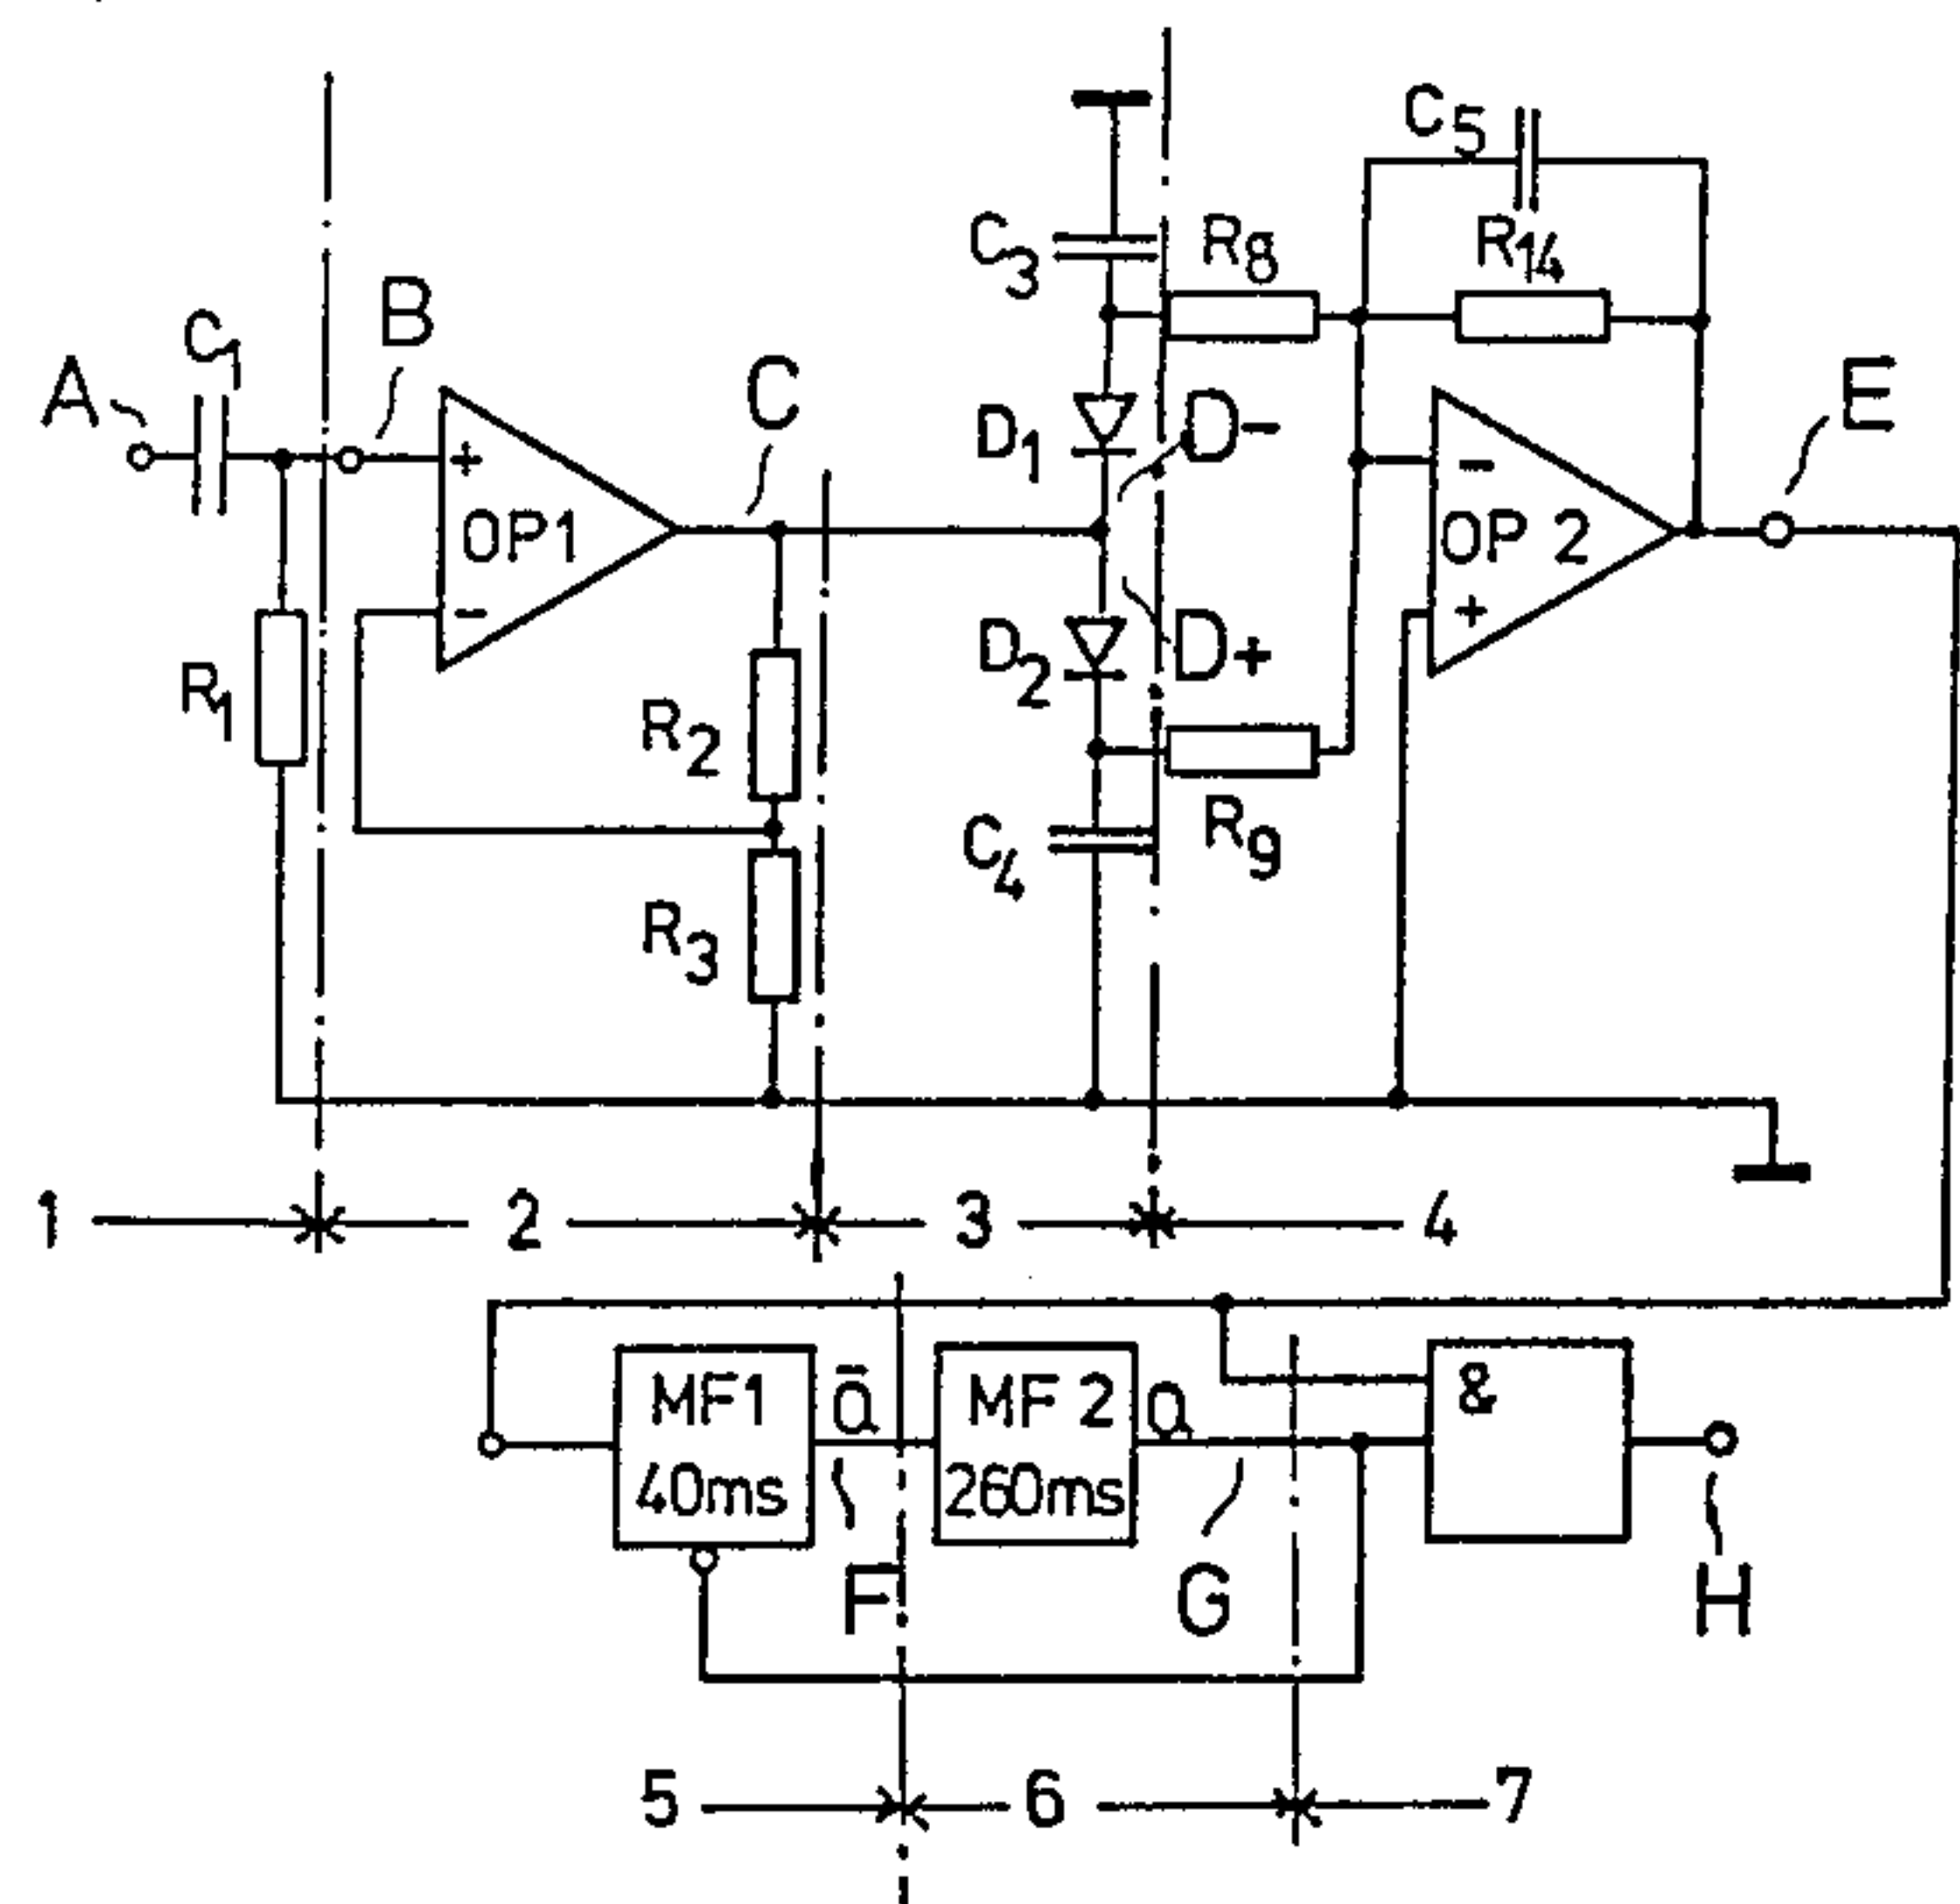 A
C1
B
+
OP1
-
R1
C
R2
R3
C3
D1
D-
D2
D+
C4
R8
R9
C5
R14
-
OP 2
+
E
1
2
3
4
MF1
40ms
Q̄
F
MF 2
260ms
Q
G
&
H
5
6
7